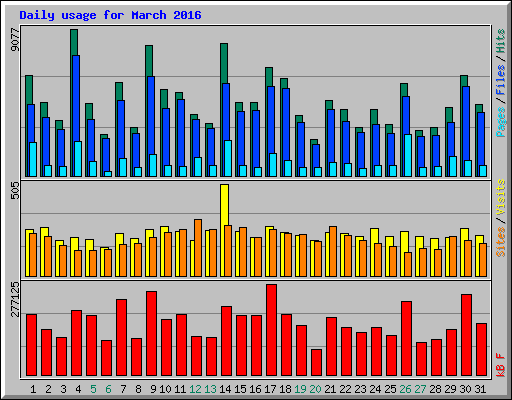 Daily usage for March 2016
9077
Pages / Files / Hits
505
Sites / Visits
277125
kB F
1 2 3 4 5 6 7 8 9 10 11 12 13 14 15 16 17 18 19 20 21 22 23 24 25 26 27 28 29 30 31